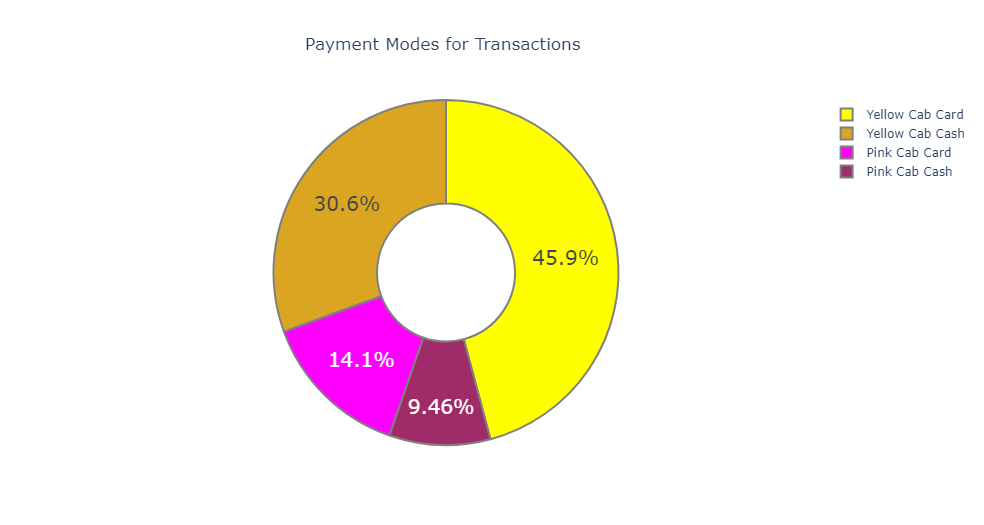 Payment Modes for Transactions
Yellow Cab Card
Yellow Cab Cash
Pink Cab Card
Pink Cab Cash
30.6%
45.9%
14.1%
9.46%